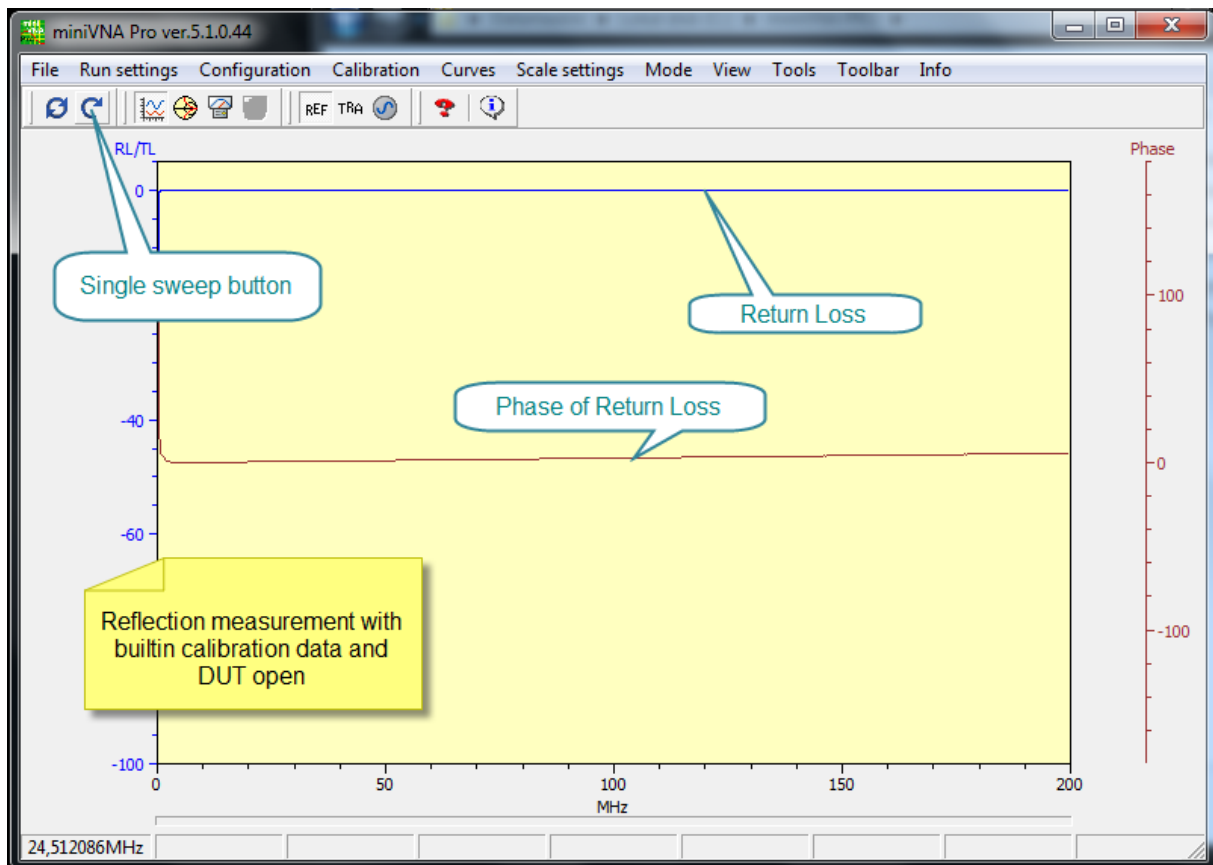 miniVNA Pro ver.5.1.0.44
File Run settings Configuration Calibration Curves Scale settings Mode View Tools Toolbar Info
REF TRA
RL/TL
Phase
0
Single sweep button
100
Return Loss
Phase of Return Loss
-40
0
-60
Reflection measurement with
builtin calibration data and
DUT open
-100
-100
0 50 100 150 200
MHz
24,512086MHz